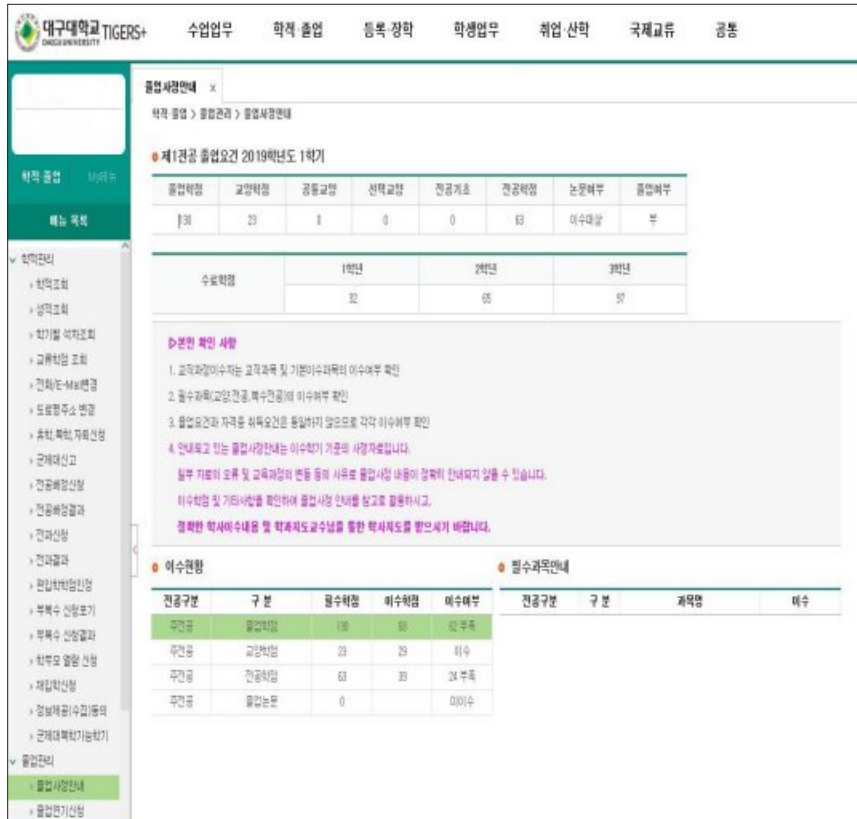 대구대학교 TIGERS+
DAEGU UNIVERSITY
수업업무 학적·졸업 등록·장학 학생업무 취업·산학 국제교류 공통
졸업사정안내 x
학적·졸업 > 졸업관리 > 졸업사정안내
학적·졸업 My메뉴
메뉴 목록
학적관리
> 학적조회
> 성적조회
> 학기별 석차조회
> 교류학점 조회
> 전화/E-Mail변경
> 도로명주소 변경
> 휴학,복학,자퇴신청
> 군제대신고
> 전공배정신청
> 전공배정결과
> 전과신청
> 전과결과
> 편입학학점인정
> 부복수 신청포기
> 부복수 신청결과
> 학부모 열람 신청
> 재입학신청
> 정보제공(수집)동의
> 군제대복학가능학기
졸업관리
> 졸업사정안내
> 졸업연기신청
제1전공 졸업요건 2019학년도 1학기
졸업학점 교양학점 공통교양 선택교양 전공기초 전공학점 논문여부 졸업여부
130 23 0 0 0 63 이수대상 부
수료학점 1학년 2학년 3학년
32 65 97
▷본인 확인 사항
1. 교직과정이수자는 교직과목 및 기본이수과목의 이수여부 확인
2. 필수과목(교양,전공,복수전공)의 이수여부 확인
3. 졸업요건과 자격증 취득요건은 동일하지 않으므로 각각 이수여부 확인
4. 안내되고 있는 졸업사정안내는 이수학기 기준의 사정자료입니다.
일부 자료의 오류 및 교육과정의 변동 등의 사유로 졸업사정 내용이 정확히 안내되지 않을 수 있습니다.
이수학점 및 기타사항을 확인하여 졸업사정 안내를 참고로 활용하시고,
정확한 학사이수내용 및 학과지도교수님을 통한 학사지도를 받으시기 바랍니다.
이수현황
전공구분 구 분 필수학점 이수학점 이수여부
주전공 졸업학점 130 68 62 부족
주전공 교양학점 23 29 이수
주전공 전공학점 63 39 24 부족
주전공 졸업논문 0 미이수
필수과목안내
전공구분 구 분 과목명 이수